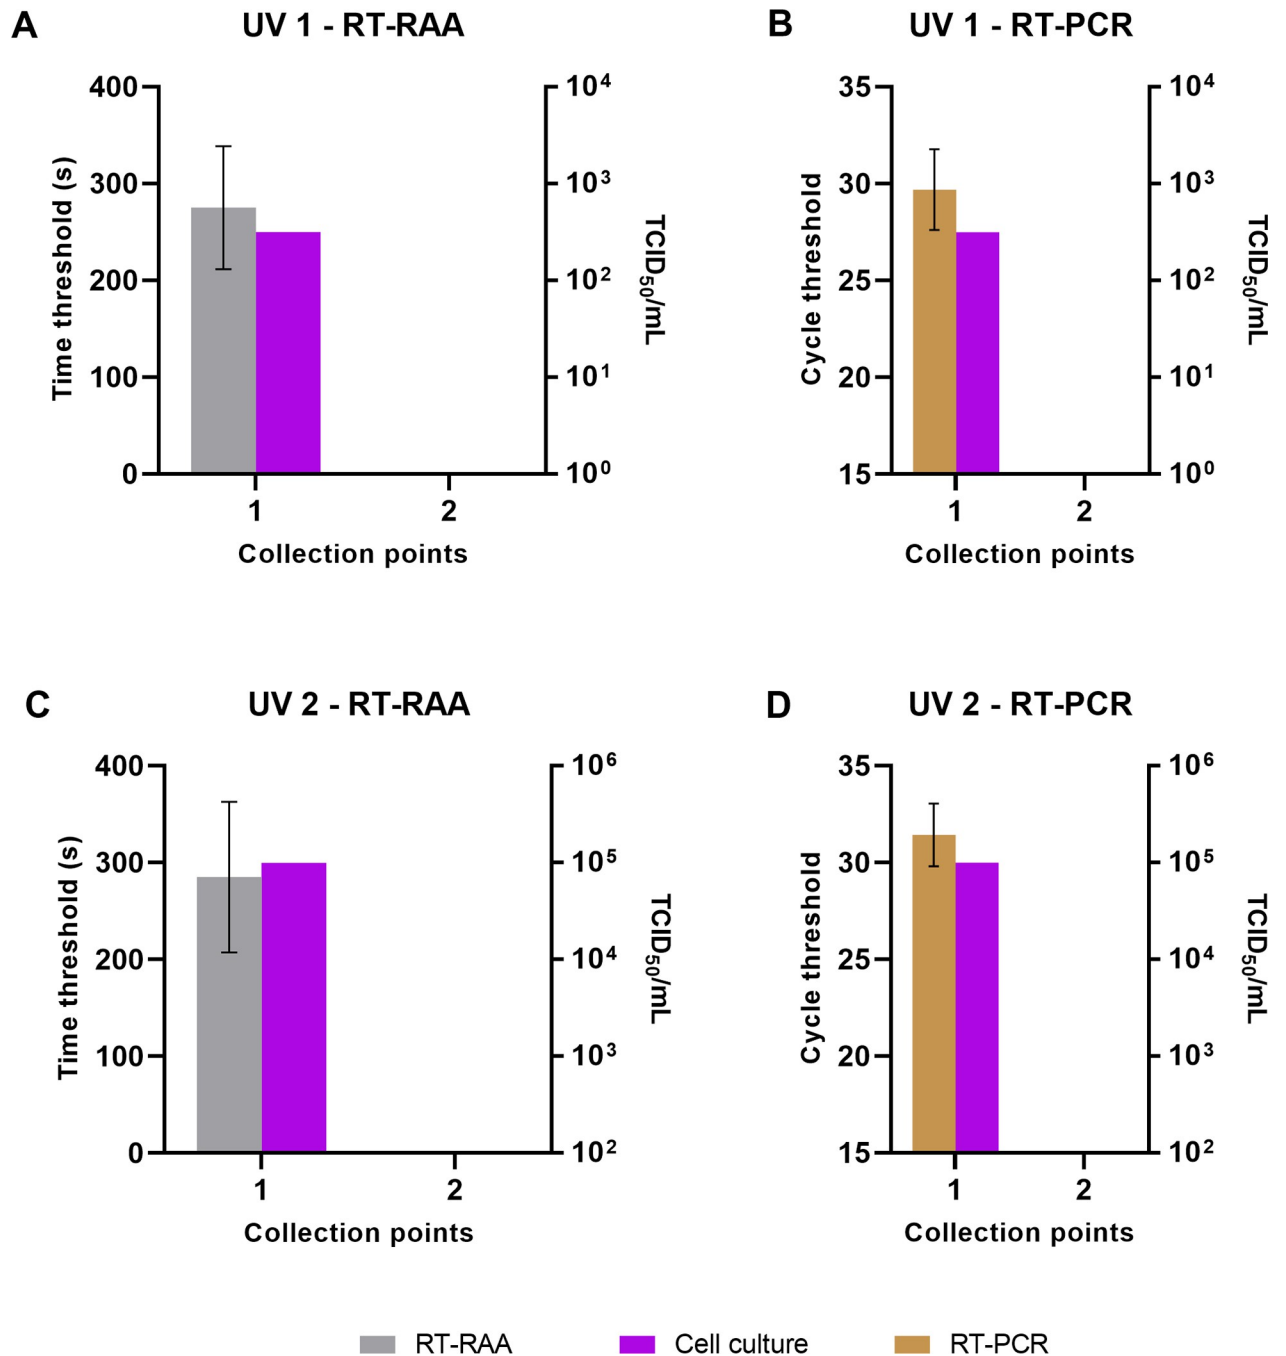 A
UV 1 - RT-RAA
400
300
200
100
0
Time threshold (s)
10⁴
10³
10²
10¹
10⁰
TCID₅₀/mL
1 2
Collection points
B
UV 1 - RT-PCR
35
30
25
20
15
Cycle threshold
10⁴
10³
10²
10¹
10⁰
TCID₅₀/mL
1 2
Collection points
C
UV 2 - RT-RAA
400
300
200
100
0
Time threshold (s)
10⁶
10⁵
10⁴
10³
10²
TCID₅₀/mL
1 2
Collection points
D
UV 2 - RT-PCR
35
30
25
20
15
Cycle threshold
10⁶
10⁵
10⁴
10³
10²
TCID₅₀/mL
1 2
Collection points
RT-RAA Cell culture RT-PCR